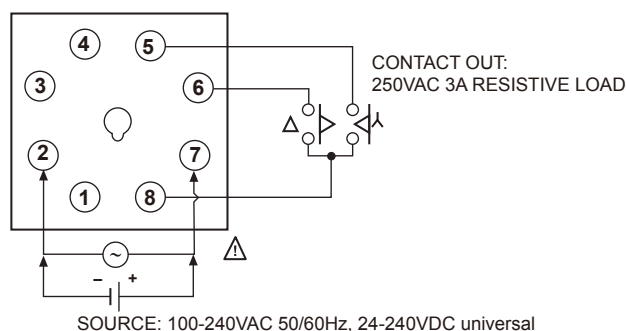 4
5
CONTACT OUT:
250VAC 3A RESISTIVE LOAD
3
6
Δ
人
2
7
1
8
!
~
– +
SOURCE: 100-240VAC 50/60Hz, 24-240VDC universal